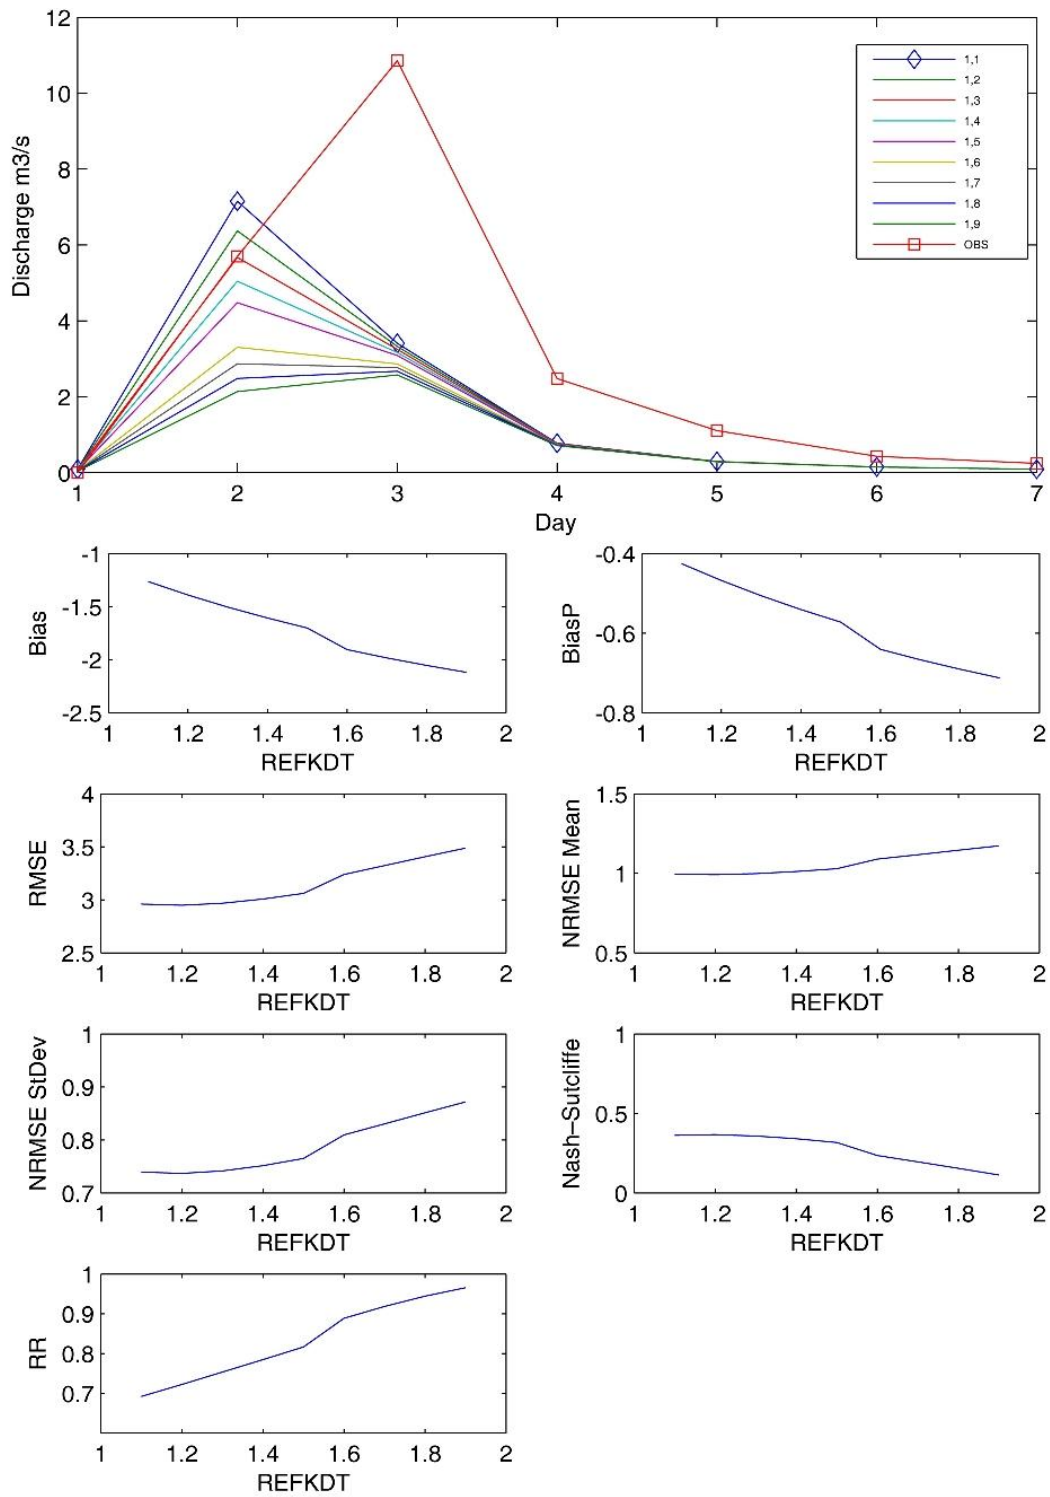 12
10
8
6
4
2
0
Discharge m3/s
1,1
1,2
1,3
1,4
1,5
1,6
1,7
1,8
1,9
OBS
1 2 3 4 5 6 7
Day
-1
-1.5
-2
-2.5
Bias
1 1.2 1.4 1.6 1.8 2
REFKDT
-0.4
-0.6
-0.8
BiasP
1 1.2 1.4 1.6 1.8 2
REFKDT
4
3.5
3
2.5
RMSE
1 1.2 1.4 1.6 1.8 2
REFKDT
1.5
1
0.5
NRMSE Mean
1 1.2 1.4 1.6 1.8 2
REFKDT
1
0.9
0.8
0.7
NRMSE StDev
1 1.2 1.4 1.6 1.8 2
REFKDT
1
0.5
0
Nash-Sutcliffe
1 1.2 1.4 1.6 1.8 2
REFKDT
1
0.9
0.8
0.7
RR
1 1.2 1.4 1.6 1.8 2
REFKDT